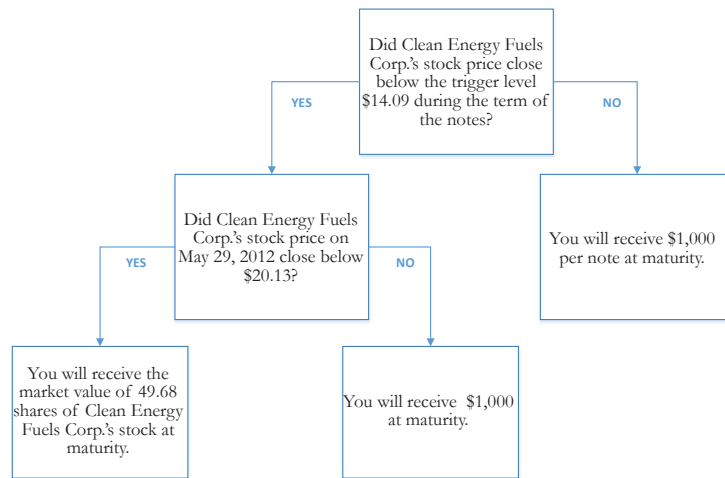 Did Clean Energy Fuels
Corp.'s stock price close
below the trigger level
$14.09 during the term of
the notes?
YES
NO
Did Clean Energy Fuels
Corp.'s stock price on
May 29, 2012 close below
$20.13?
You will receive $1,000
per note at maturity.
YES
NO
You will receive the
market value of 49.68
shares of Clean Energy
Fuels Corp.'s stock at
maturity.
You will receive $1,000
at maturity.